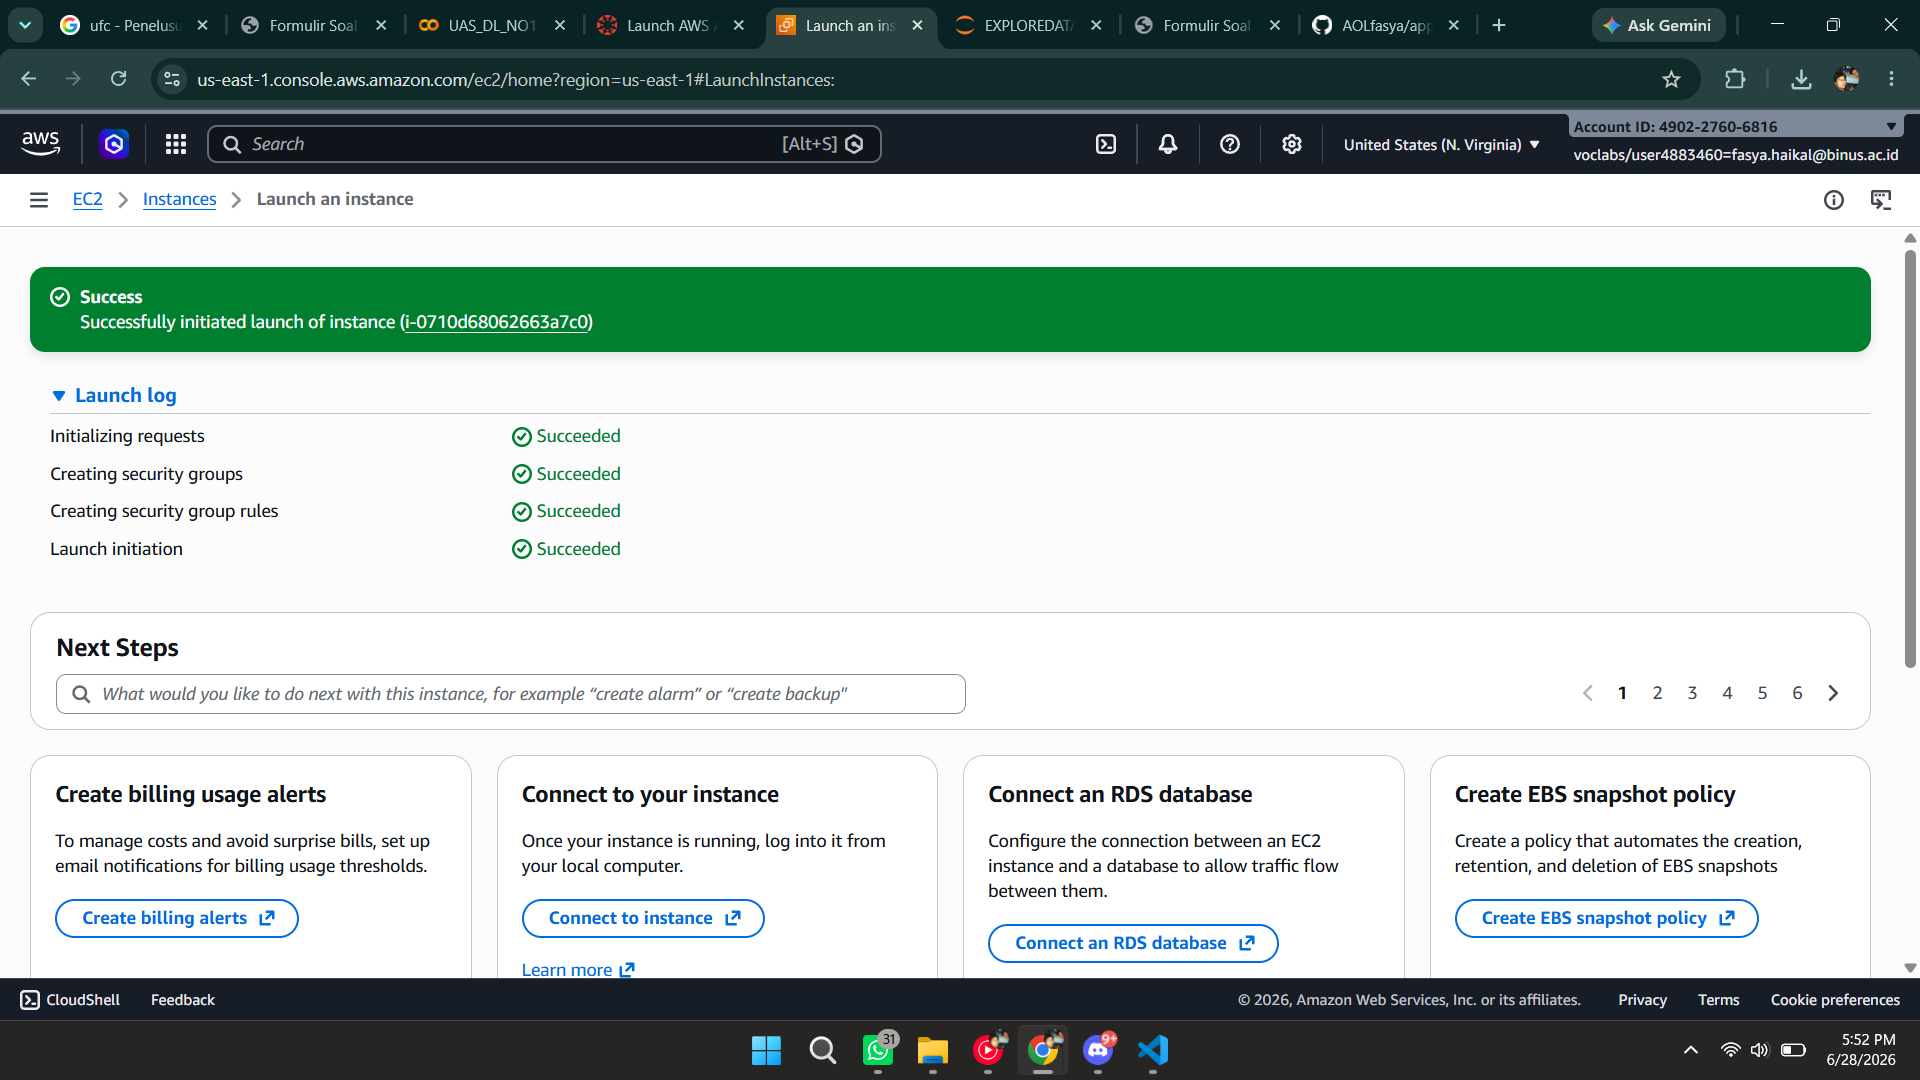 ufc - Penelusu
Formulir Soal
UAS_DL_NO1
Launch AWS A
Launch an ins
EXPLOREDATA
Formulir Soal
AOLfasya/app
Ask Gemini
us-east-1.console.aws.amazon.com/ec2/home?region=us-east-1#LaunchInstances:
aws
Search
[Alt+S]
United States (N. Virginia)
Account ID: 4902-2760-6816
voclabs/user4883460=fasya.haikal@binus.ac.id
EC2
Instances
Launch an instance
Success
Successfully initiated launch of instance (i-0710d68062663a7c0)
Launch log
Initializing requests
Succeeded
Creating security groups
Succeeded
Creating security group rules
Succeeded
Launch initiation
Succeeded
Next Steps
What would you like to do next with this instance, for example “create alarm” or “create backup"
1 2 3 4 5 6
Create billing usage alerts
To manage costs and avoid surprise bills, set up
email notifications for billing usage thresholds.
Create billing alerts
Connect to your instance
Once your instance is running, log into it from
your local computer.
Connect to instance
Learn more
Connect an RDS database
Configure the connection between an EC2
instance and a database to allow traffic flow
between them.
Connect an RDS database
Create EBS snapshot policy
Create a policy that automates the creation,
retention, and deletion of EBS snapshots
Create EBS snapshot policy
CloudShell
Feedback
© 2026, Amazon Web Services, Inc. or its affiliates.
Privacy
Terms
Cookie preferences
31
9+
5:52 PM
6/28/2026